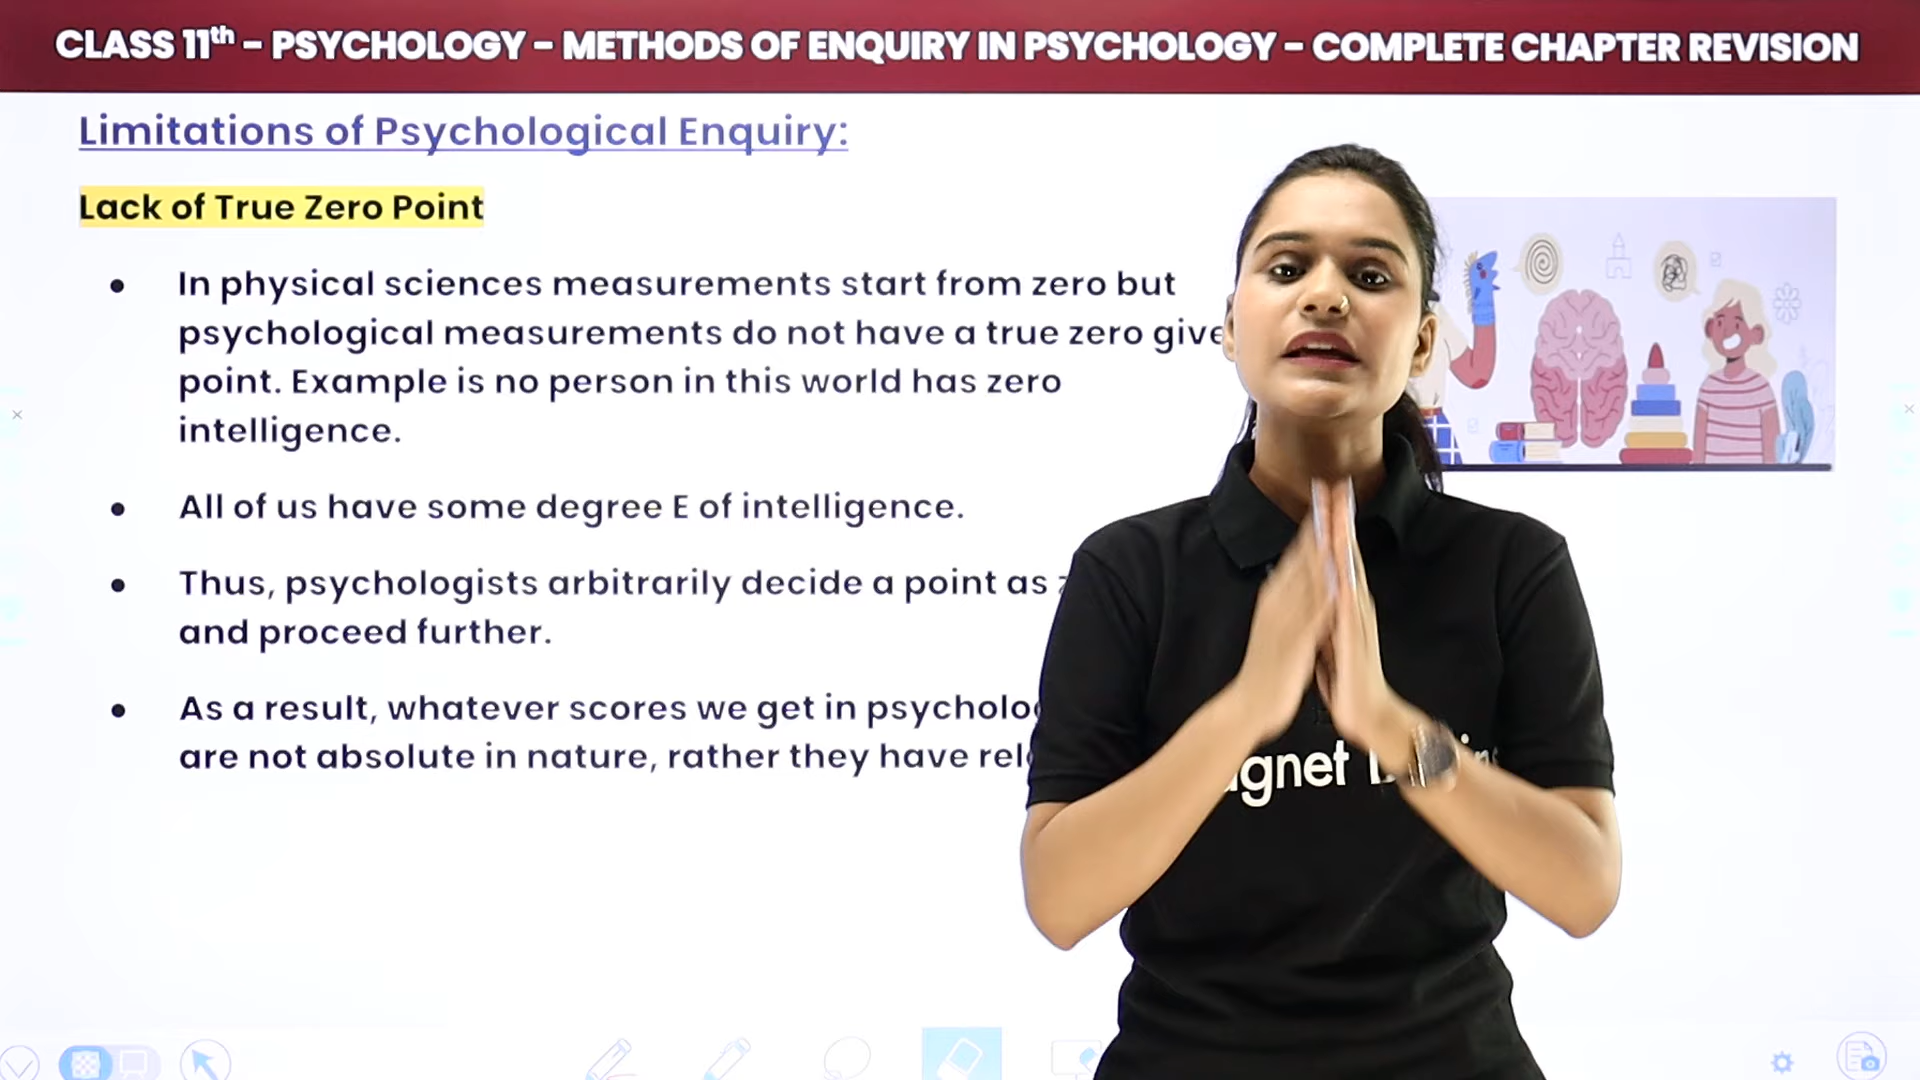 CLASS 11th - PSYCHOLOGY - METHODS OF ENQUIRY IN PSYCHOLOGY - COMPLETE CHAPTER REVISION
Limitations of Psychological Enquiry:
Lack of True Zero Point
• In physical sciences measurements start from zero but
psychological measurements do not have a true zero give
point. Example is no person in this world has zero
intelligence.
• All of us have some degree E of intelligence.
• Thus, psychologists arbitrarily decide a point as
and proceed further.
• As a result, whatever scores we get in
are not absolute in nature, rather they have